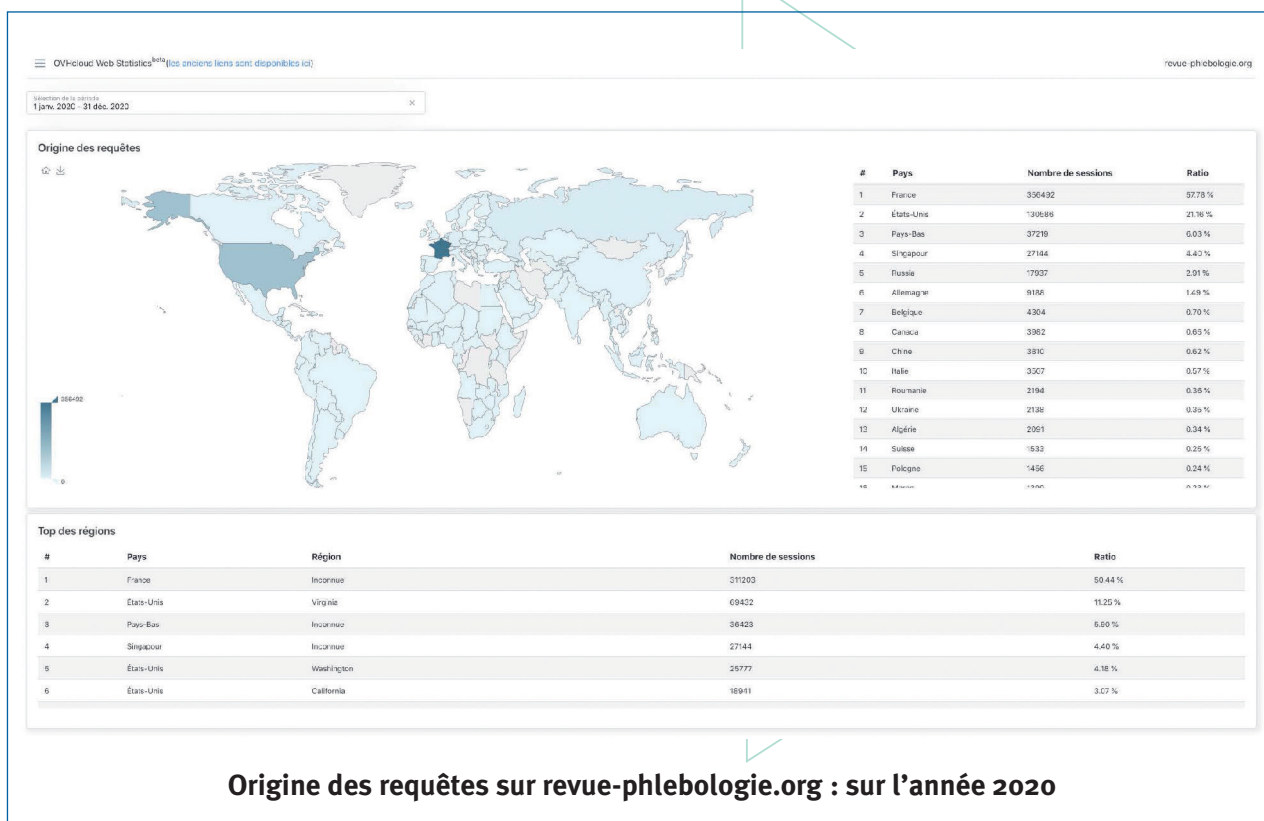 OVHcloud Web Statistics beta (les anciens liens sont disponibles ici)
revue-phlebologie.org
Sélection de la période
1 janv. 2020 - 31 déc. 2020
Origine des requêtes
# Pays Nombre de sessions Ratio
1 France 356492 57.78 %
2 États-Unis 130586 21.16 %
3 Pays-Bas 37219 6.03 %
4 Singapour 27144 4.40 %
5 Russia 17937 2.91 %
6 Allemagne 9188 1.49 %
7 Belgique 4304 0.70 %
8 Canada 3982 0.65 %
9 Chine 3810 0.62 %
10 Italie 3507 0.57 %
11 Roumanie 2194 0.36 %
12 Ukraine 2138 0.35 %
13 Algérie 2091 0.34 %
14 Suisse 1533 0.25 %
15 Pologne 1456 0.24 %
356492
0
Top des régions
# Pays Région Nombre de sessions Ratio
1 France Inconnue 311203 50.44 %
2 États-Unis Virginia 69432 11.25 %
3 Pays-Bas Inconnue 36423 5.90 %
4 Singapour Inconnue 27144 4.40 %
5 États-Unis Washington 25777 4.18 %
6 États-Unis California 18941 3.07 %
Origine des requêtes sur revue-phlebologie.org : sur l'année 2020